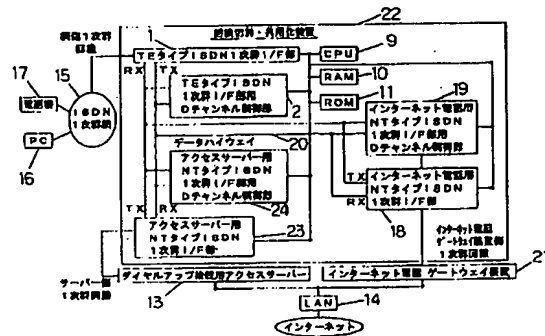 22
回線切替・共用化装置
網側1次群
回線
1
TEタイプISDN1次群I/F部
CPU
9
RAM
10
ROM
11
17
電話器
15
ISDN
1次群網
PC
16
RX
TX
TEタイプISDN
1次群I/F部用
Dチャンネル制御部
2
19
インターネット電話用
NTタイプISDN
1次群I/F部用
Dチャンネル制御部
データハイウェイ
20
アクセスサーバー用
NTタイプISDN
1次群I/F部用
Dチャンネル制御部
24
TX
RX
インターネット電話用
NTタイプISDN
1次群I/F部
18
TX
RX
アクセスサーバー用
NTタイプISDN
1次群I/F部
23
インターネット電話
ゲートウェイ装置側
1次群回線
サーバー側
1次群回線
ダイヤルアップ接続用アクセスサーバー
13
インターネット電話 ゲートウェイ装置
21
LAN
14
インターネット